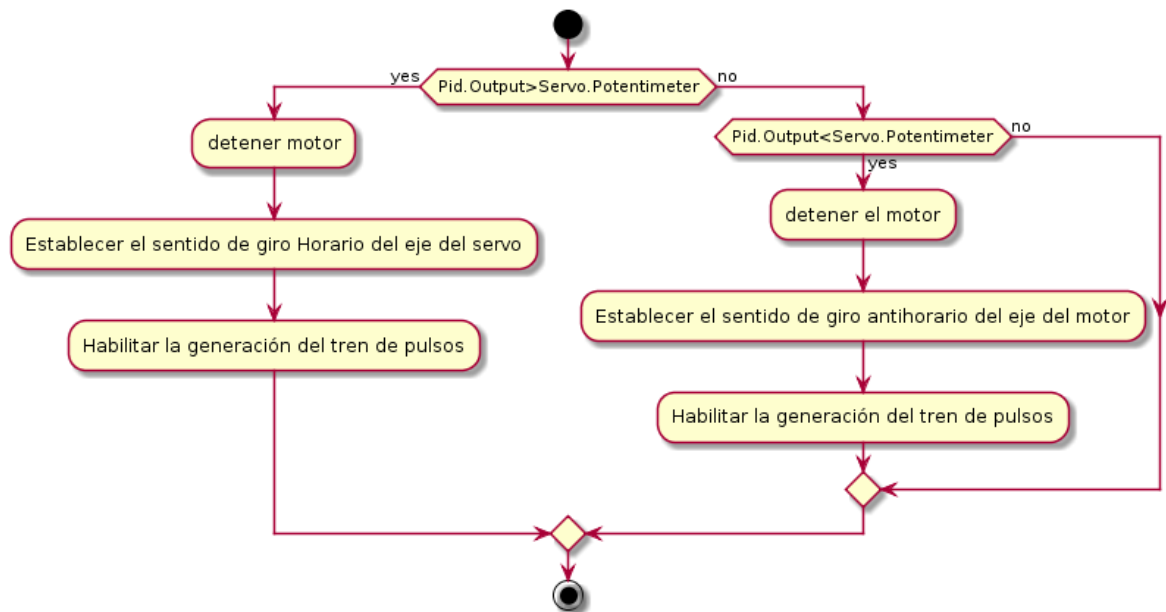 Pid.Output>Servo.Potentimeter
yes
no
detener motor
Establecer el sentido de giro Horario del eje del servo
Habilitar la generación del tren de pulsos
Pid.Output<Servo.Potentimeter
no
yes
detener el motor
Establecer el sentido de giro antihorario del eje del motor
Habilitar la generación del tren de pulsos